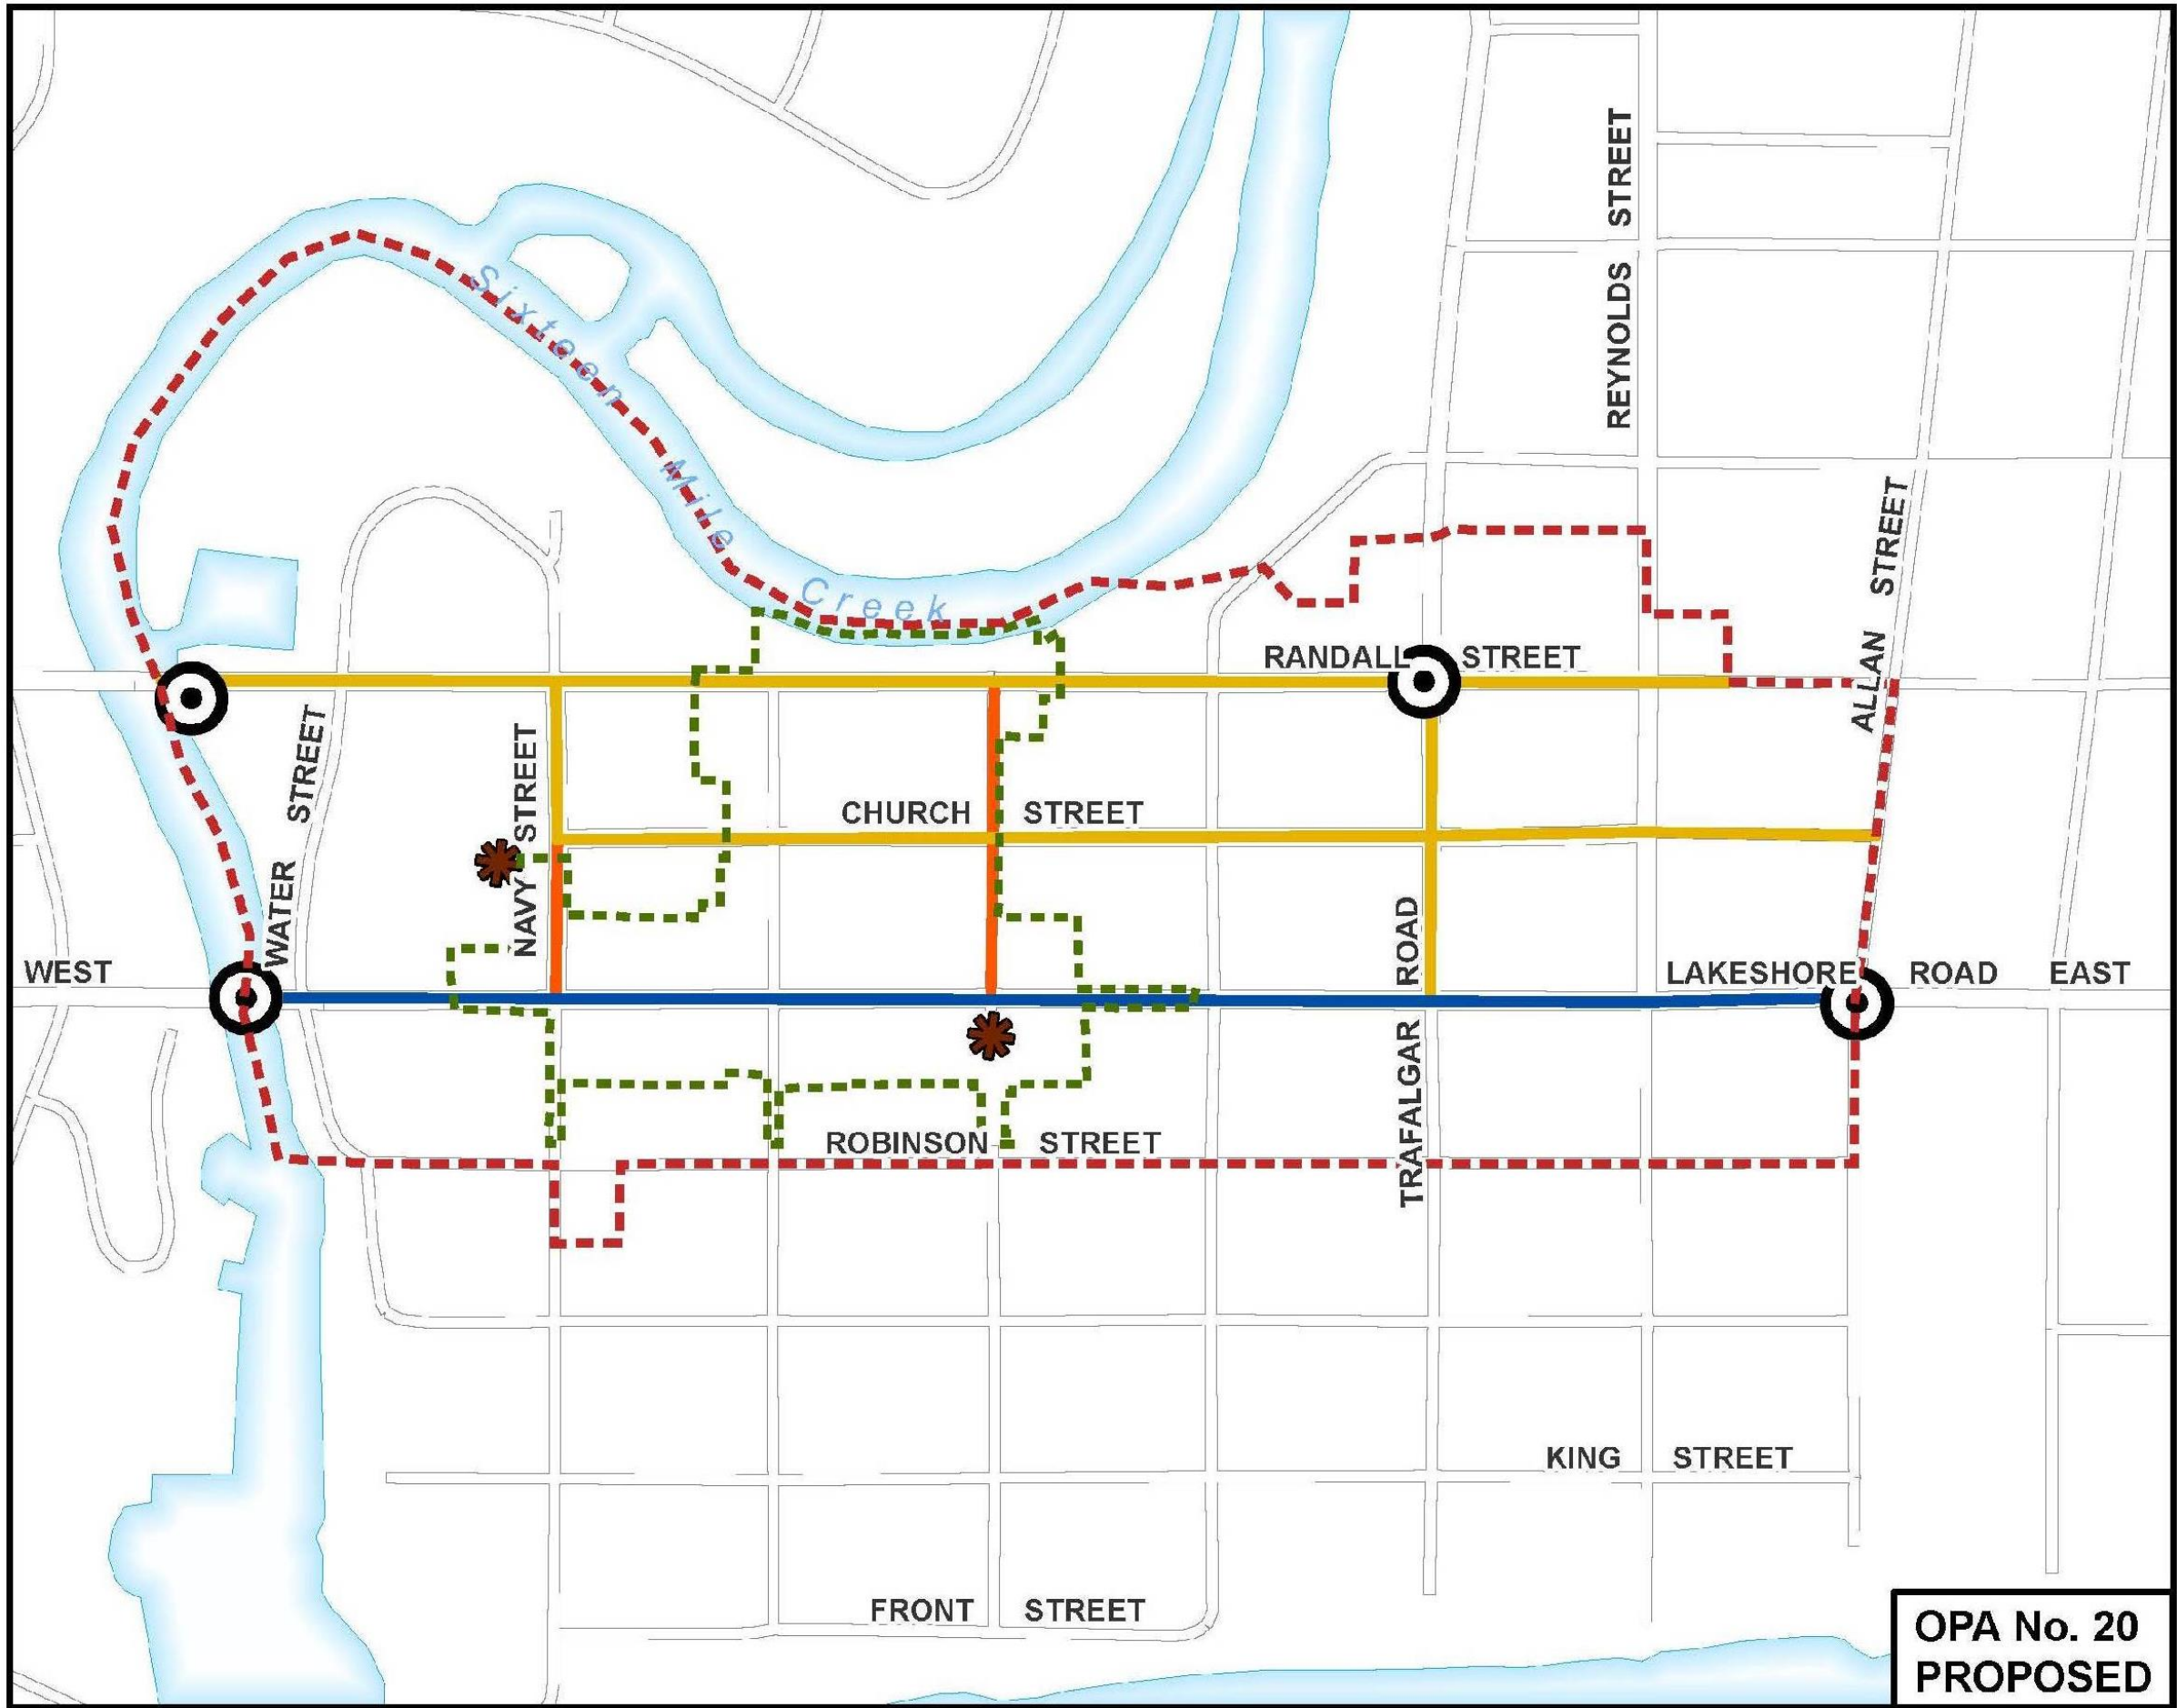 REYNOLDS STREET
Sixteen Mile Creek
ALLAN STREET
RANDALL STREET
WATER STREET
NAVY STREET
CHURCH STREET
TRAFALGAR ROAD
WEST
LAKESHORE ROAD EAST
ROBINSON STREET
KING STREET
FRONT STREET
OPA No. 20
PROPOSED